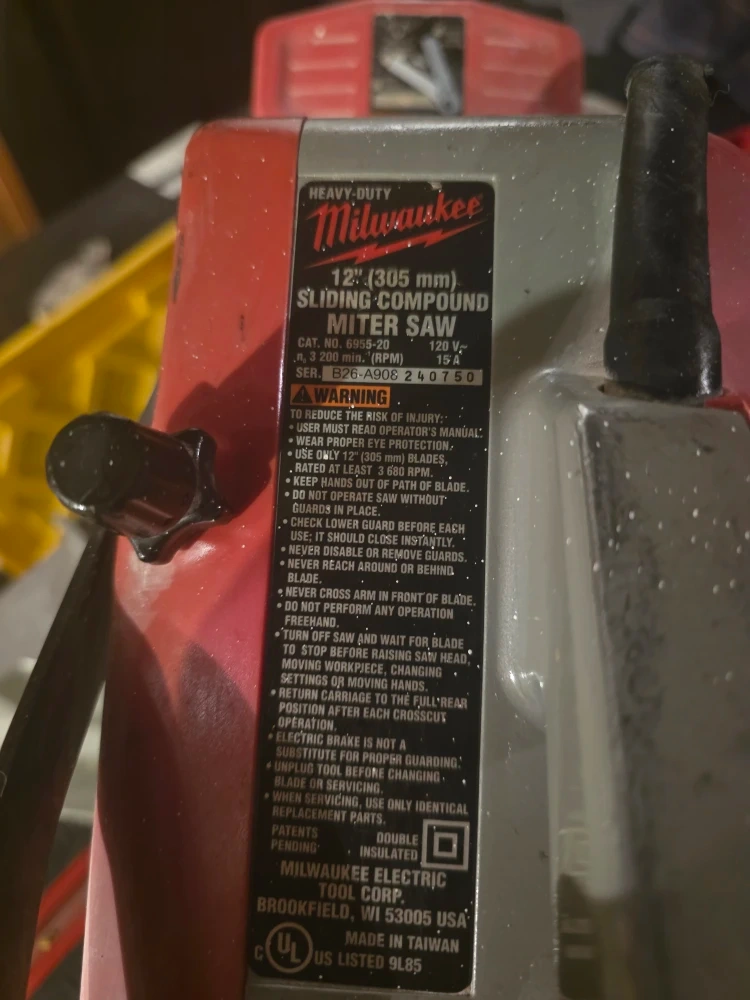 HEAVY-DUTY
Milwaukee
12" (305 mm)
SLIDING COMPOUND
MITER SAW
CAT. NO. 6955-20 120 V~
n₀ 3 200 min. (RPM) 15 A
SER. B26-A908 240750
WARNING
TO REDUCE THE RISK OF INJURY:
• USER MUST READ OPERATOR'S MANUAL.
• WEAR PROPER EYE PROTECTION.
• USE ONLY 12" (305 mm) BLADES,
RATED AT LEAST 3 680 RPM.
• KEEP HANDS OUT OF PATH OF BLADE.
• DO NOT OPERATE SAW WITHOUT
GUARDS IN PLACE.
• CHECK LOWER GUARD BEFORE EACH
USE; IT SHOULD CLOSE INSTANTLY.
• NEVER DISABLE OR REMOVE GUARDS.
• NEVER REACH AROUND OR BEHIND
BLADE.
• NEVER CROSS ARM IN FRONT OF BLADE.
• DO NOT PERFORM ANY OPERATION
FREEHAND.
• TURN OFF SAW AND WAIT FOR BLADE
TO STOP BEFORE RAISING SAW HEAD,
MOVING WORKPIECE, CHANGING
SETTINGS OR MOVING HANDS.
• RETURN CARRIAGE TO THE FULL REAR
POSITION AFTER EACH CROSSCUT
OPERATION.
• ELECTRIC BRAKE IS NOT A
SUBSTITUTE FOR PROPER GUARDING.
• UNPLUG TOOL BEFORE CHANGING
BLADE OR SERVICING.
• WHEN SERVICING, USE ONLY IDENTICAL
REPLACEMENT PARTS.
PATENTS DOUBLE
PENDING INSULATED
MILWAUKEE ELECTRIC
TOOL CORP.
BROOKFIELD, WI 53005 USA
MADE IN TAIWAN
C UL US LISTED 9L85